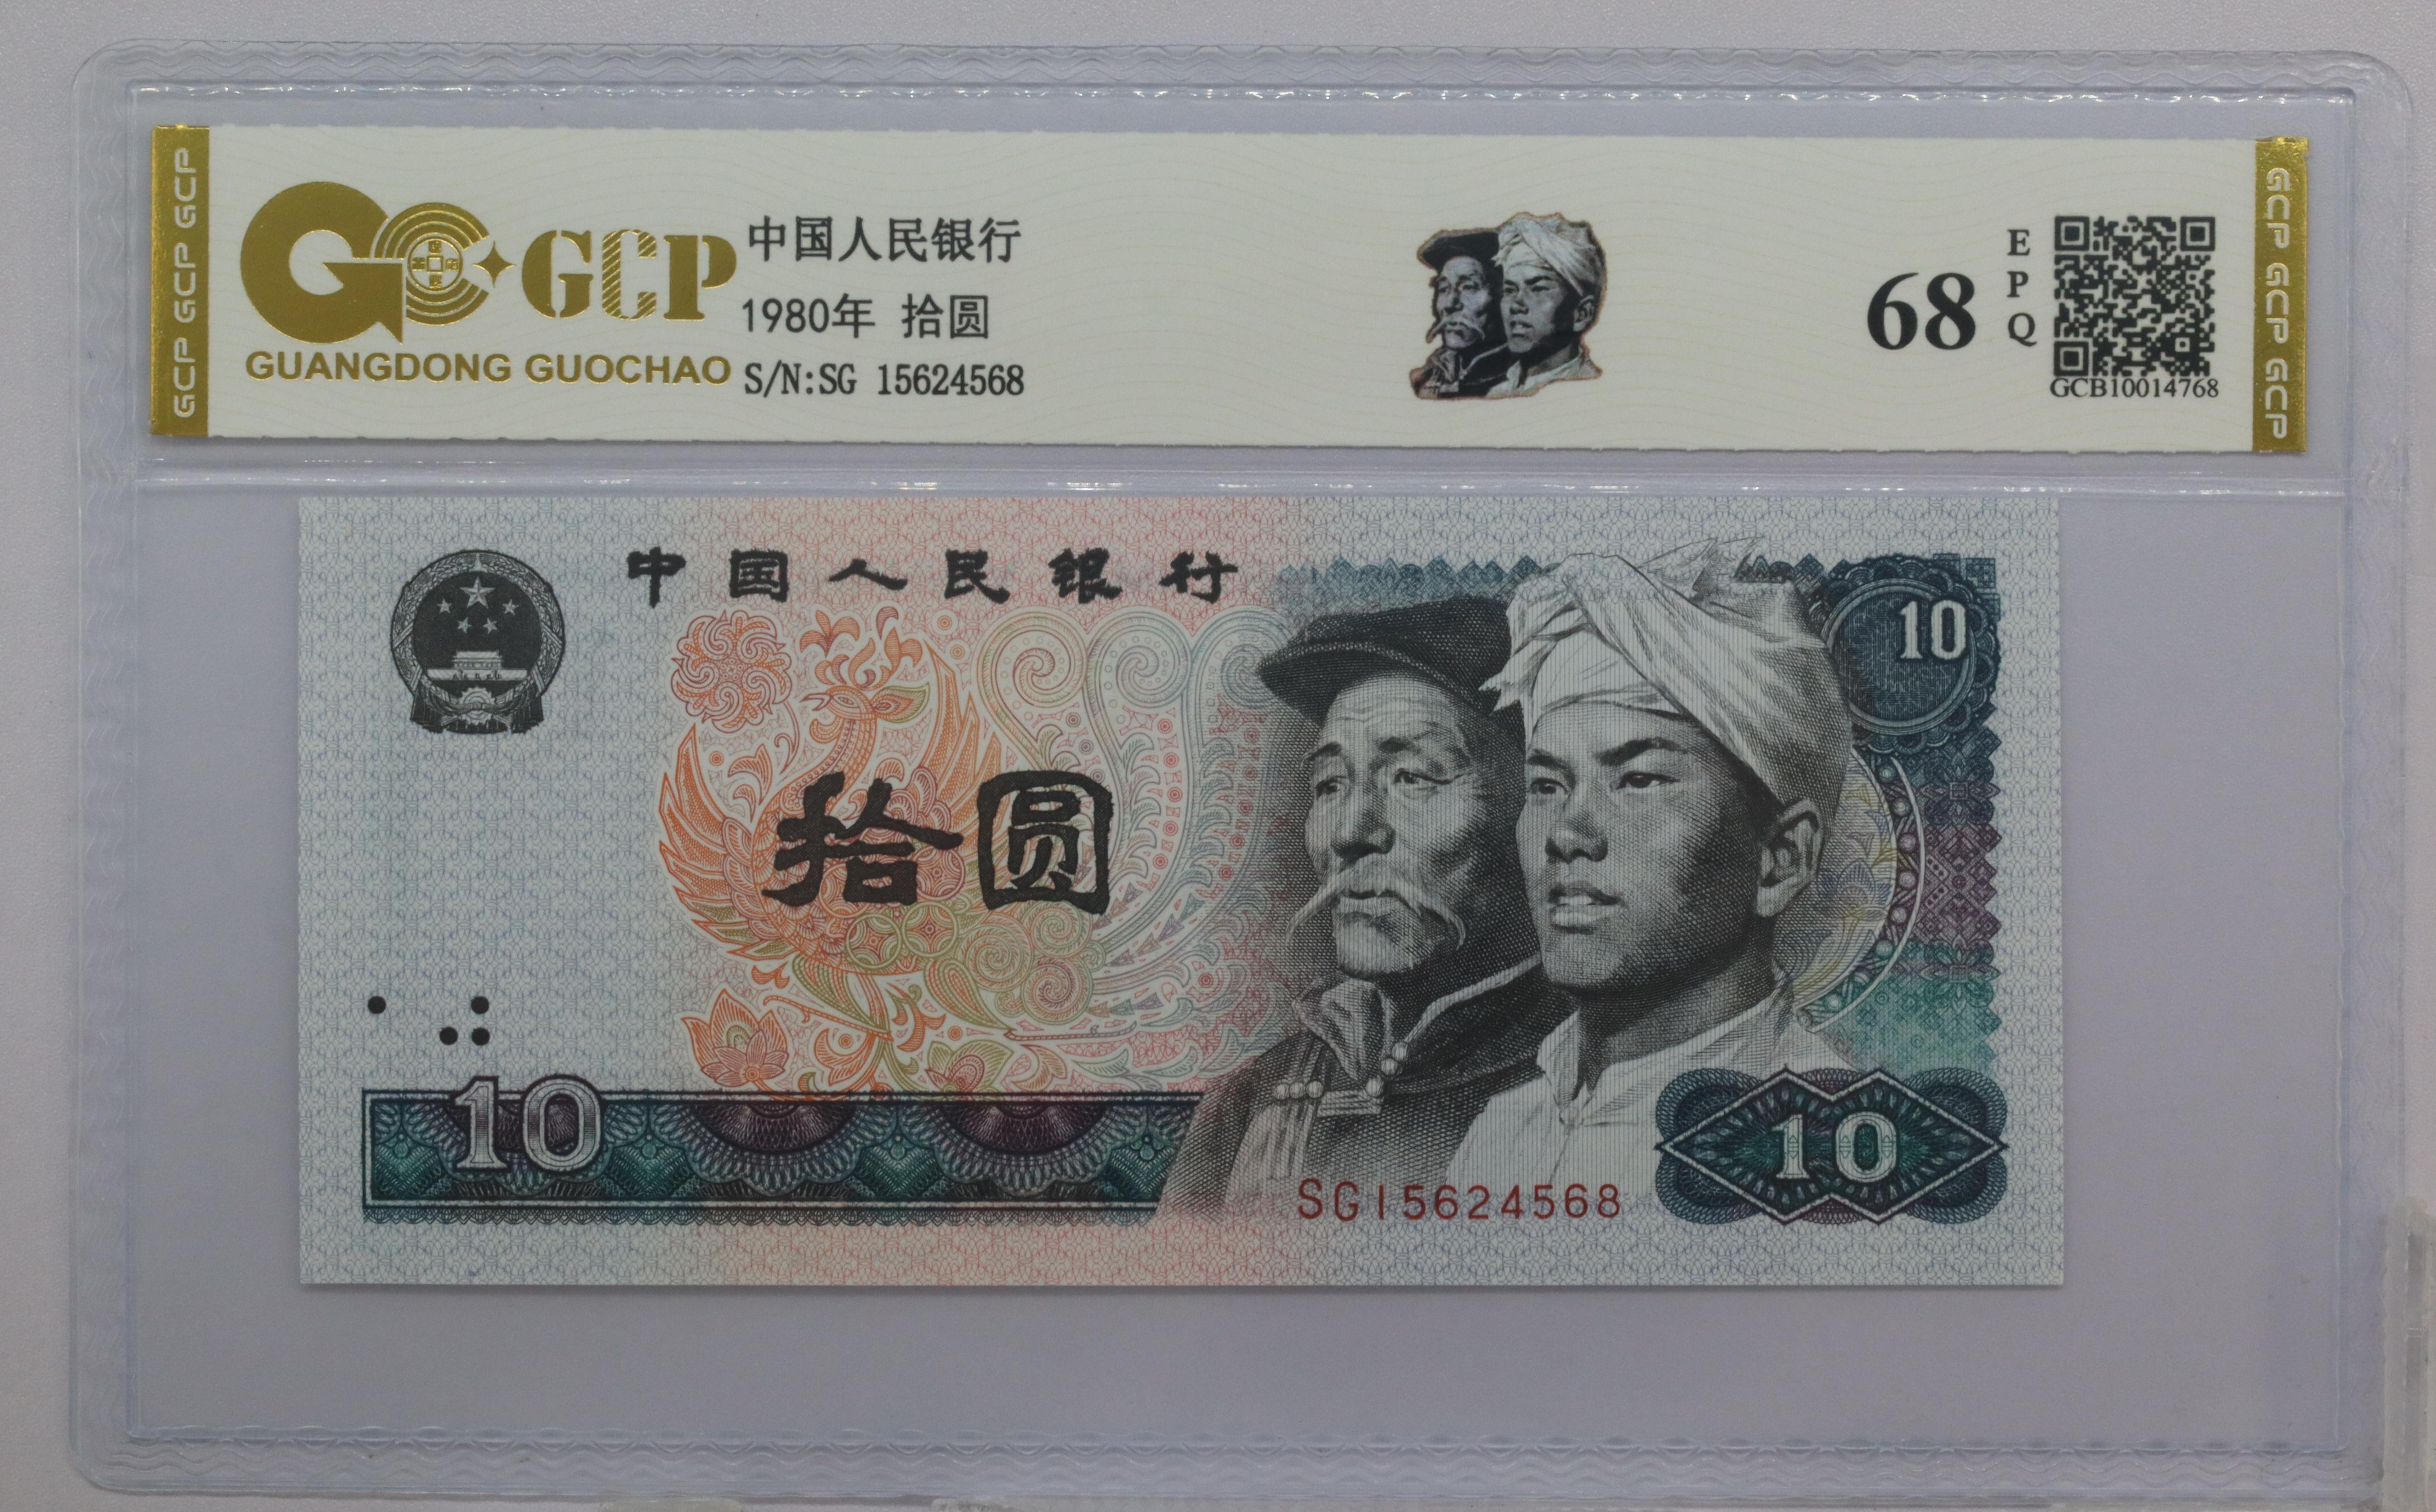 GCP GCP GCP
GCP
GUANGDONG GUOCHAO
中国人民银行
1980年 拾圆
S/N:SG 15624568
68
EPQ
GCB10014768
GCP GCP GCP
中国人民银行
10
拾圆
10
SG15624568
10